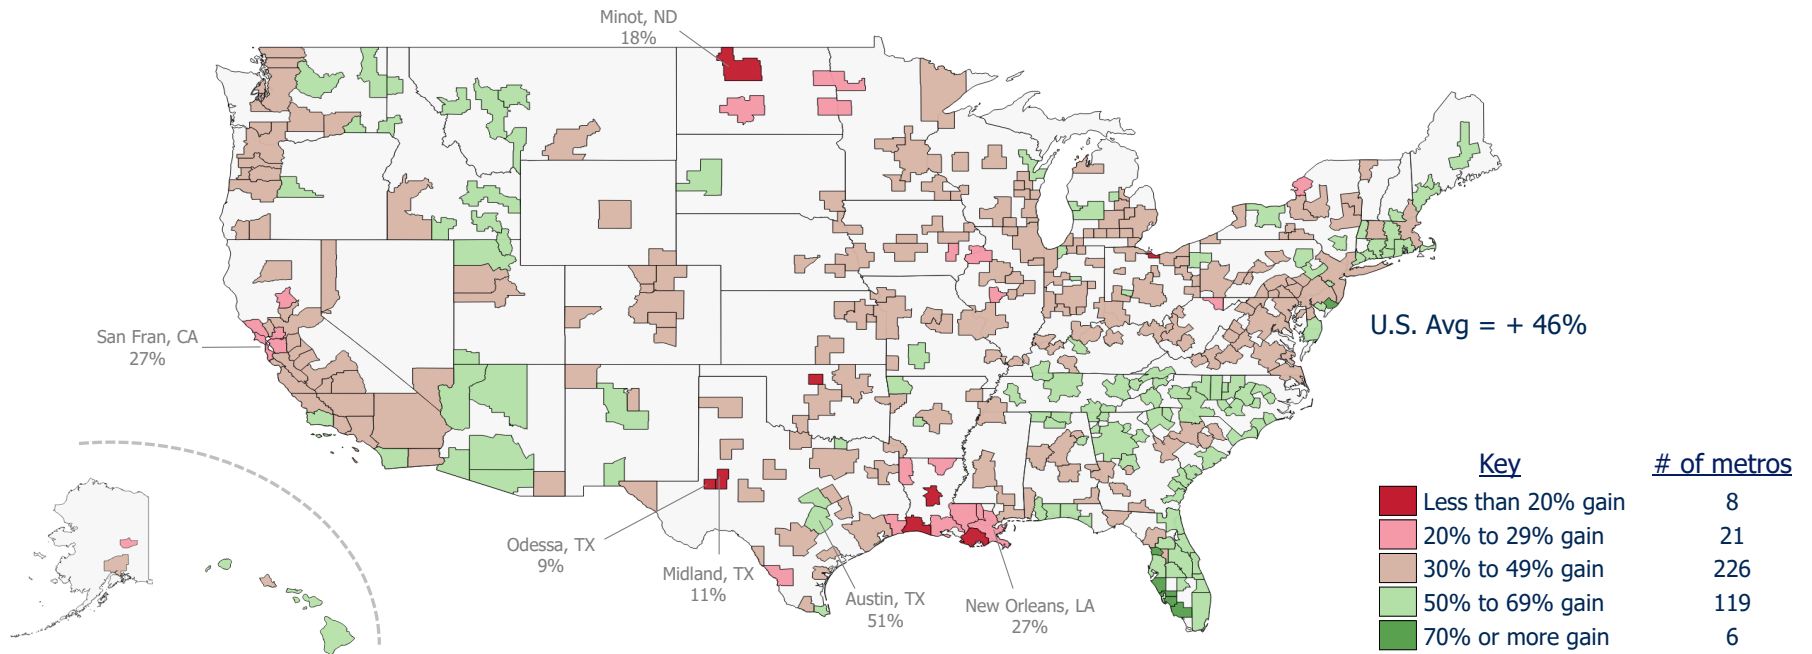 Minot, ND
18%
San Fran, CA
27%
U.S. Avg = + 46%
Odessa, TX
9%
Midland, TX
11%
Austin, TX
51%
New Orleans, LA
27%
Key # of metros
Less than 20% gain 8
20% to 29% gain 21
30% to 49% gain 226
50% to 69% gain 119
70% or more gain 6